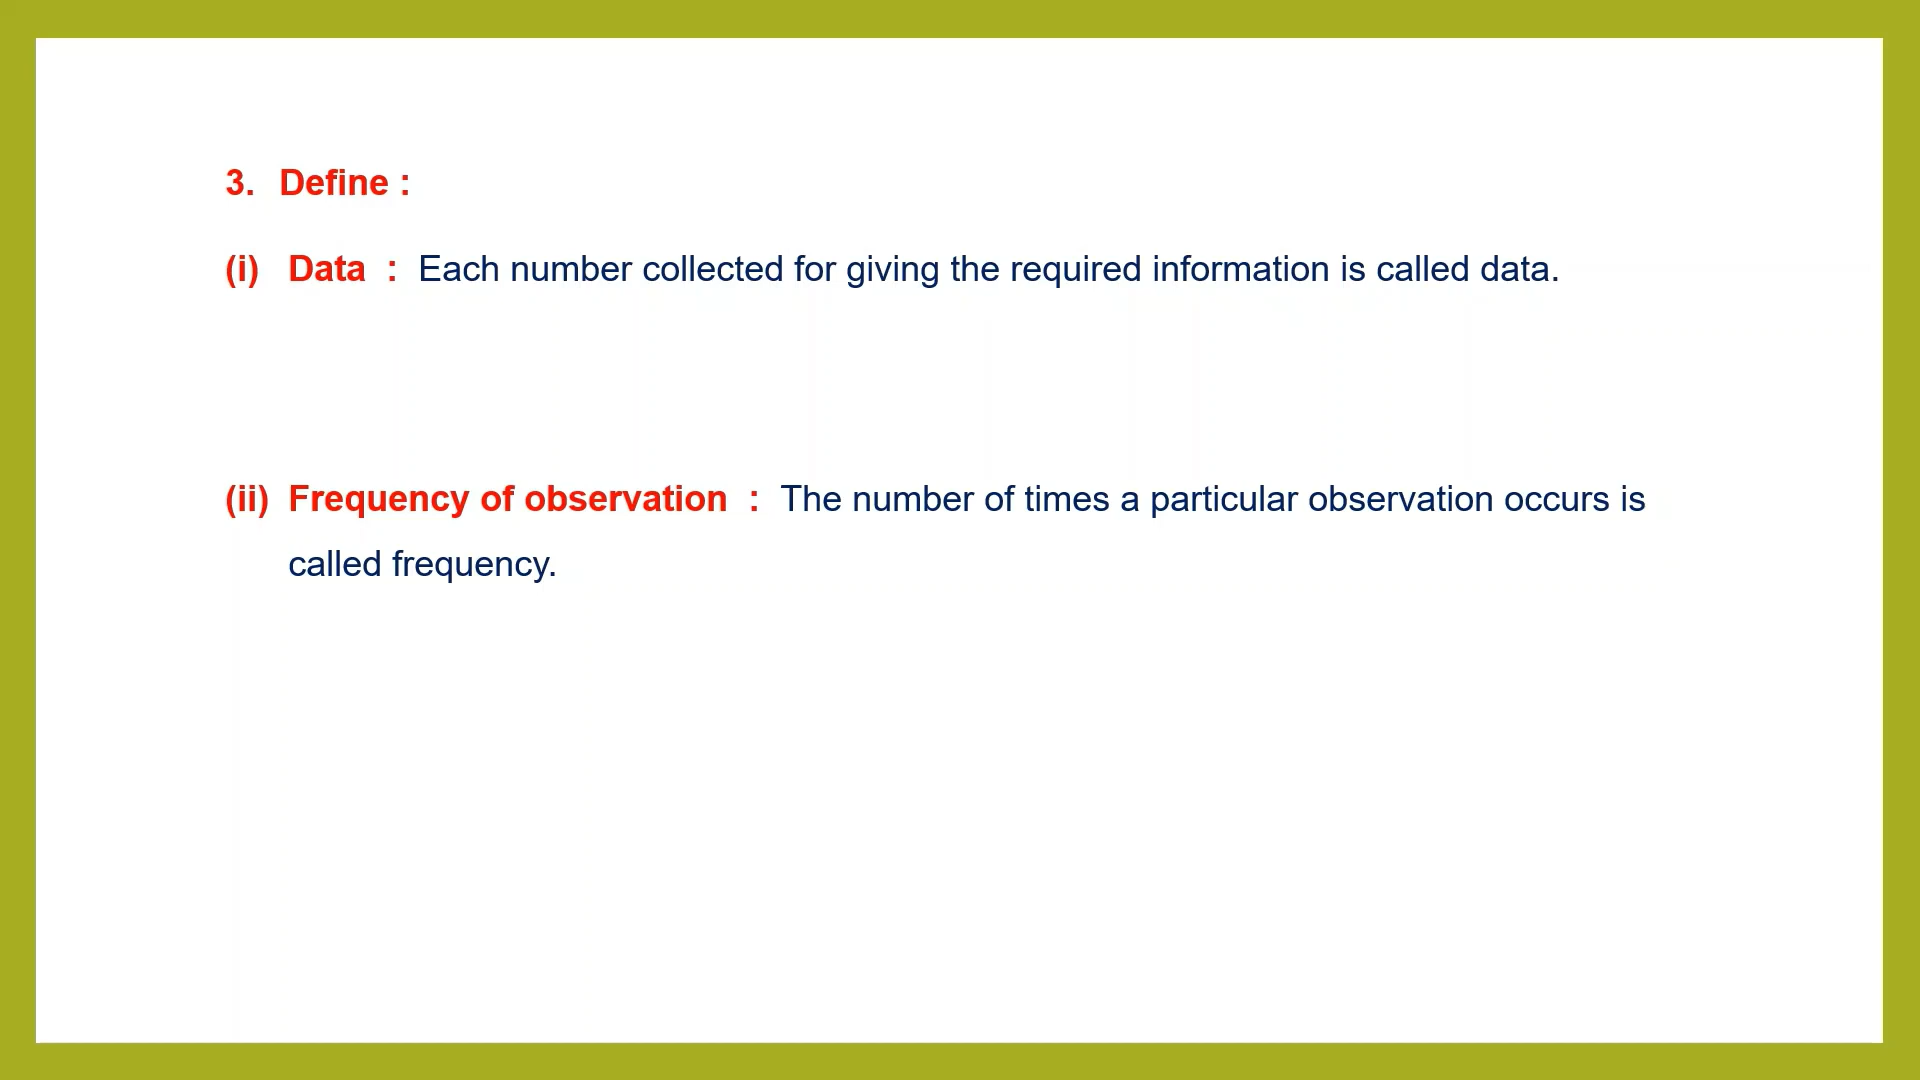 3. Define :
(i) Data : Each number collected for giving the required information is called data.
(ii) Frequency of observation : The number of times a particular observation occurs is
called frequency.